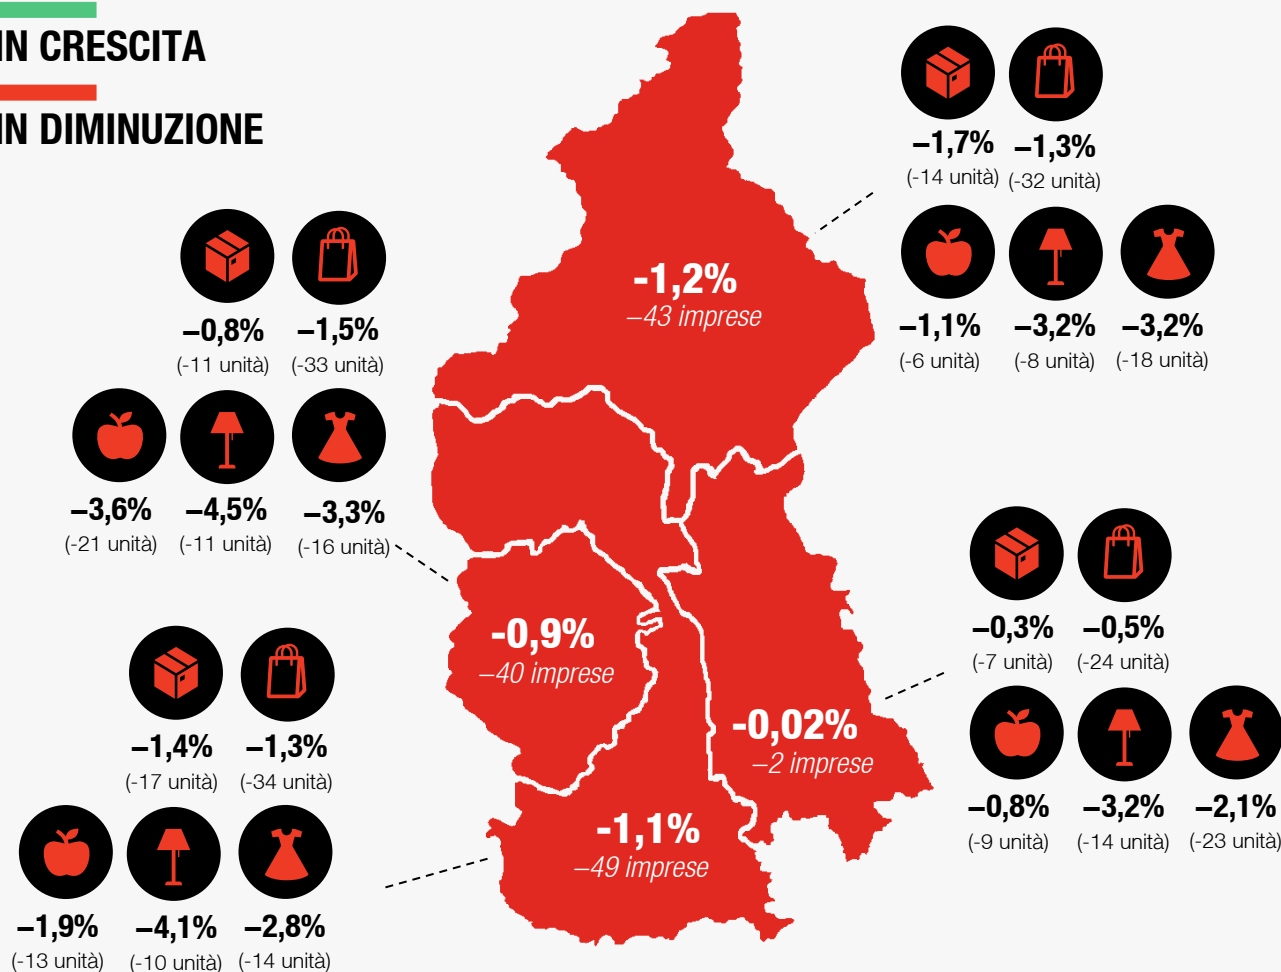 IN CRESCITA
IN DIMINUZIONE
–1,7% –1,3%
(-14 unità) (-32 unità)
–1,1% –3,2% –3,2%
(-6 unità) (-8 unità) (-18 unità)
–0,8% –1,5%
(-11 unità) (-33 unità)
–3,6% –4,5% –3,3%
(-21 unità) (-11 unità) (-16 unità)
-1,2%
–43 imprese
-0,9%
–40 imprese
-0,02%
–2 imprese
-1,1%
–49 imprese
–0,3% –0,5%
(-7 unità) (-24 unità)
–0,8% –3,2% –2,1%
(-9 unità) (-14 unità) (-23 unità)
–1,4% –1,3%
(-17 unità) (-34 unità)
–1,9% –4,1% –2,8%
(-13 unità) (-10 unità) (-14 unità)